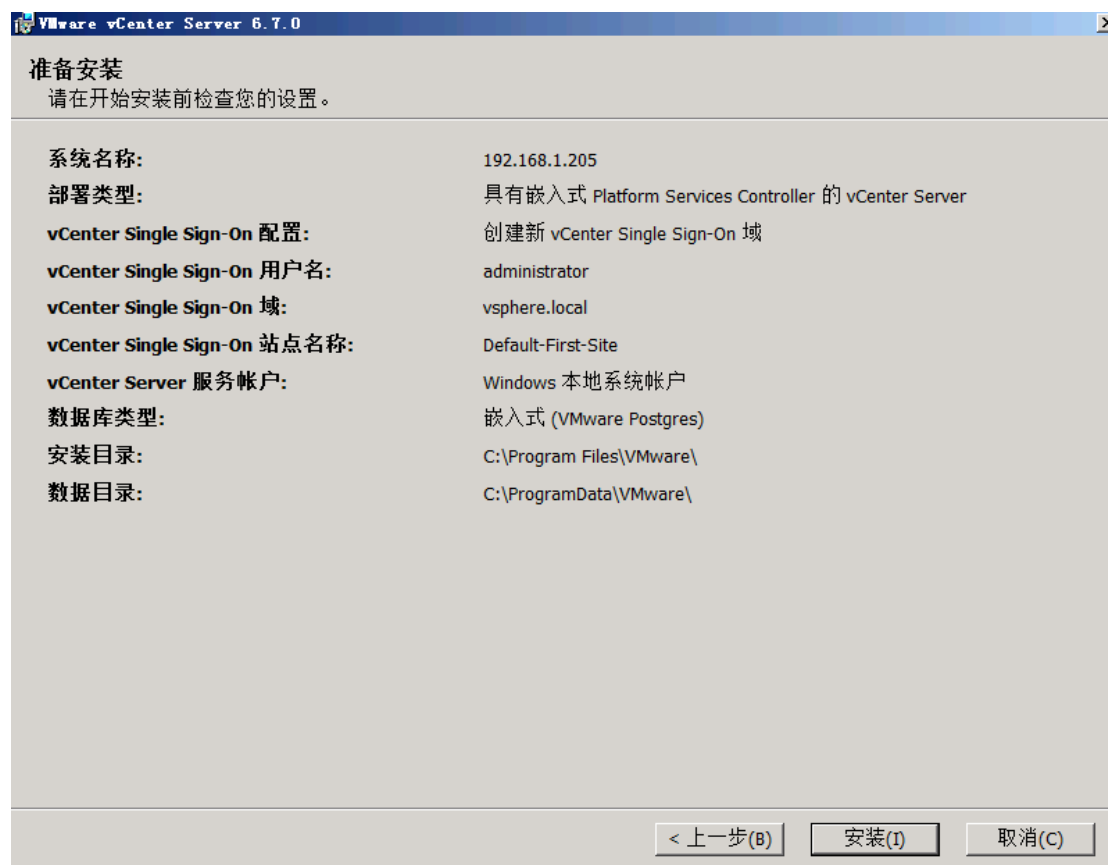 VMware vCenter Server 6.7.0
准备安装
请在开始安装前检查您的设置。
系统名称: 192.168.1.205
部署类型: 具有嵌入式 Platform Services Controller 的 vCenter Server
vCenter Single Sign-On 配置: 创建新 vCenter Single Sign-On 域
vCenter Single Sign-On 用户名: administrator
vCenter Single Sign-On 域: vsphere.local
vCenter Single Sign-On 站点名称: Default-First-Site
vCenter Server 服务帐户: Windows 本地系统帐户
数据库类型: 嵌入式 (VMware Postgres)
安装目录: C:\Program Files\VMware\
数据目录: C:\ProgramData\VMware\
< 上一步(B) 安装(I) 取消(C)